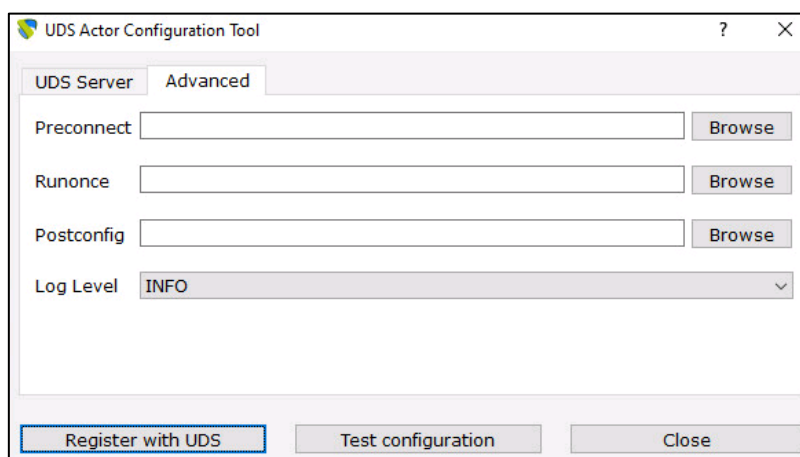 UDS Actor Configuration Tool ?
UDS Server Advanced
Preconnect Browse
Runonce Browse
Postconfig Browse
Log Level INFO
Register with UDS Test configuration Close